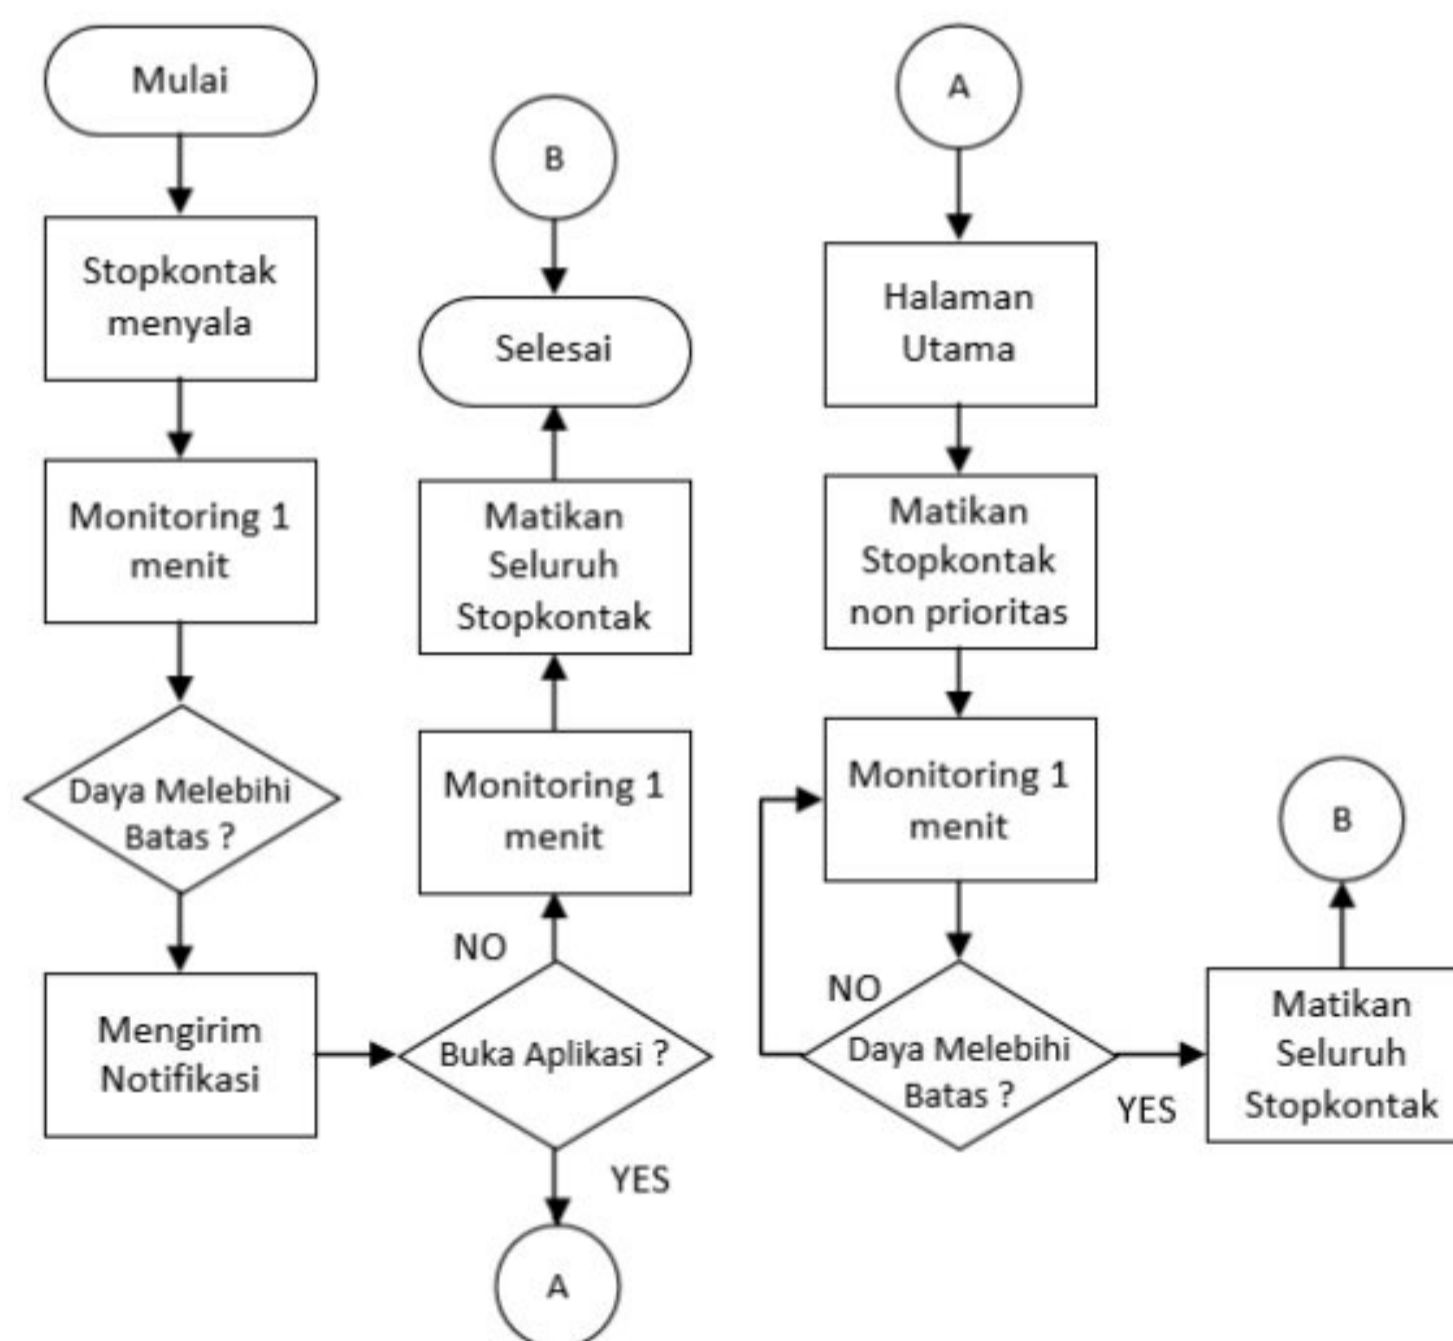 Mulai
Stopkontak
menyala
Monitoring 1
menit
Daya Melebihi
Batas ?
Mengirim
Notifikasi
B
Selesai
Matikan
Seluruh
Stopkontak
Monitoring 1
menit
NO
Buka Aplikasi ?
YES
A
A
Halaman
Utama
Matikan
Stopkontak
non prioritas
Monitoring 1
menit
NO
Daya Melebihi
Batas ?
YES
B
Matikan
Seluruh
Stopkontak